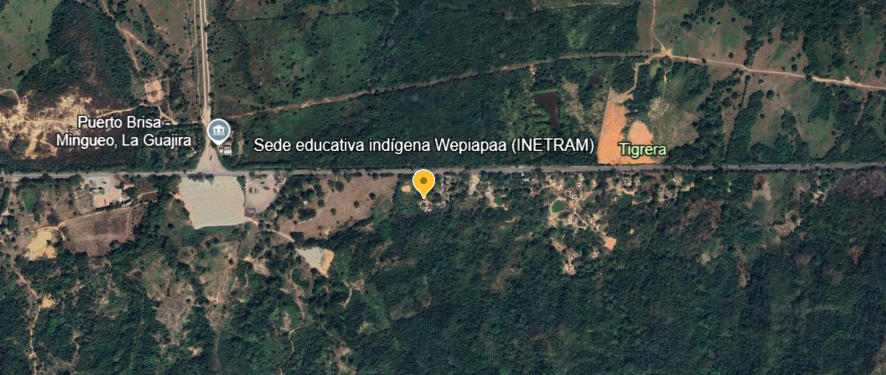 Puerto Brisa -
Mingueo, La Guajira
Sede educativa indígena Wepiapaa (INETRAM)
Tigrera